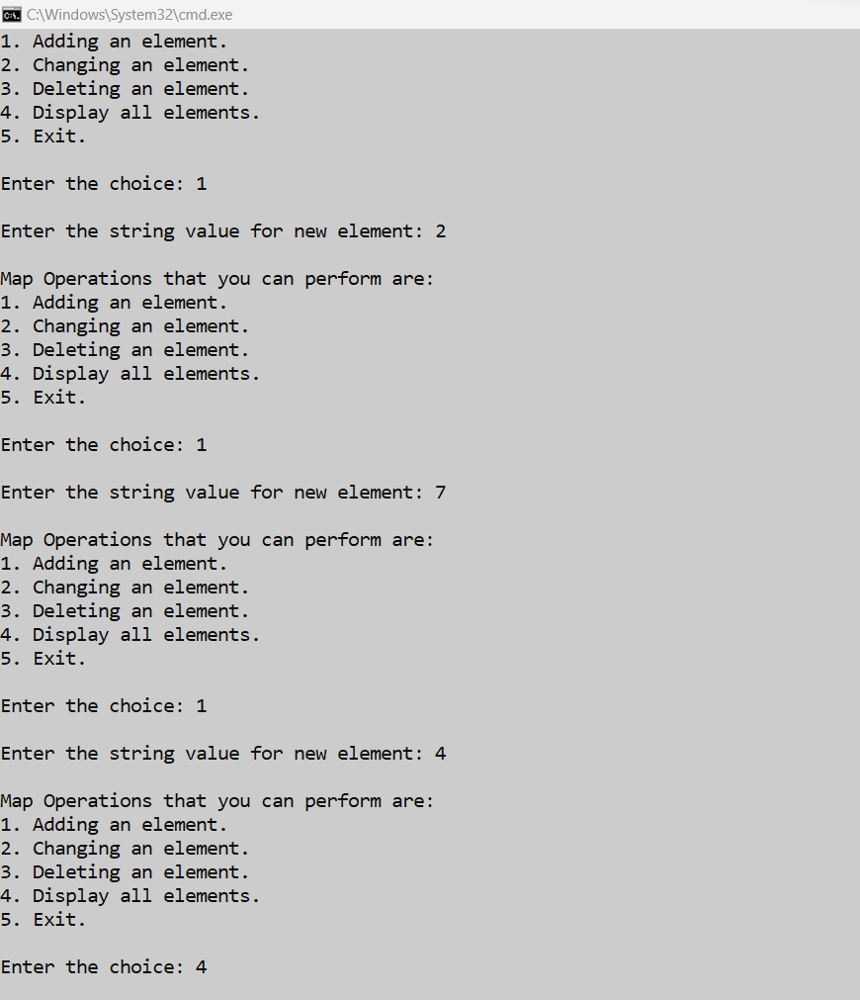 C:\Windows\System32\cmd.exe
1. Adding an element.
2. Changing an element.
3. Deleting an element.
4. Display all elements.
5. Exit.
Enter the choice: 1
Enter the string value for new element: 2
Map Operations that you can perform are:
1. Adding an element.
2. Changing an element.
3. Deleting an element.
4. Display all elements.
5. Exit.
Enter the choice: 1
Enter the string value for new element: 7
Map Operations that you can perform are:
1. Adding an element.
2. Changing an element.
3. Deleting an element.
4. Display all elements.
5. Exit.
Enter the choice: 1
Enter the string value for new element: 4
Map Operations that you can perform are:
1. Adding an element.
2. Changing an element.
3. Deleting an element.
4. Display all elements.
5. Exit.
Enter the choice: 4